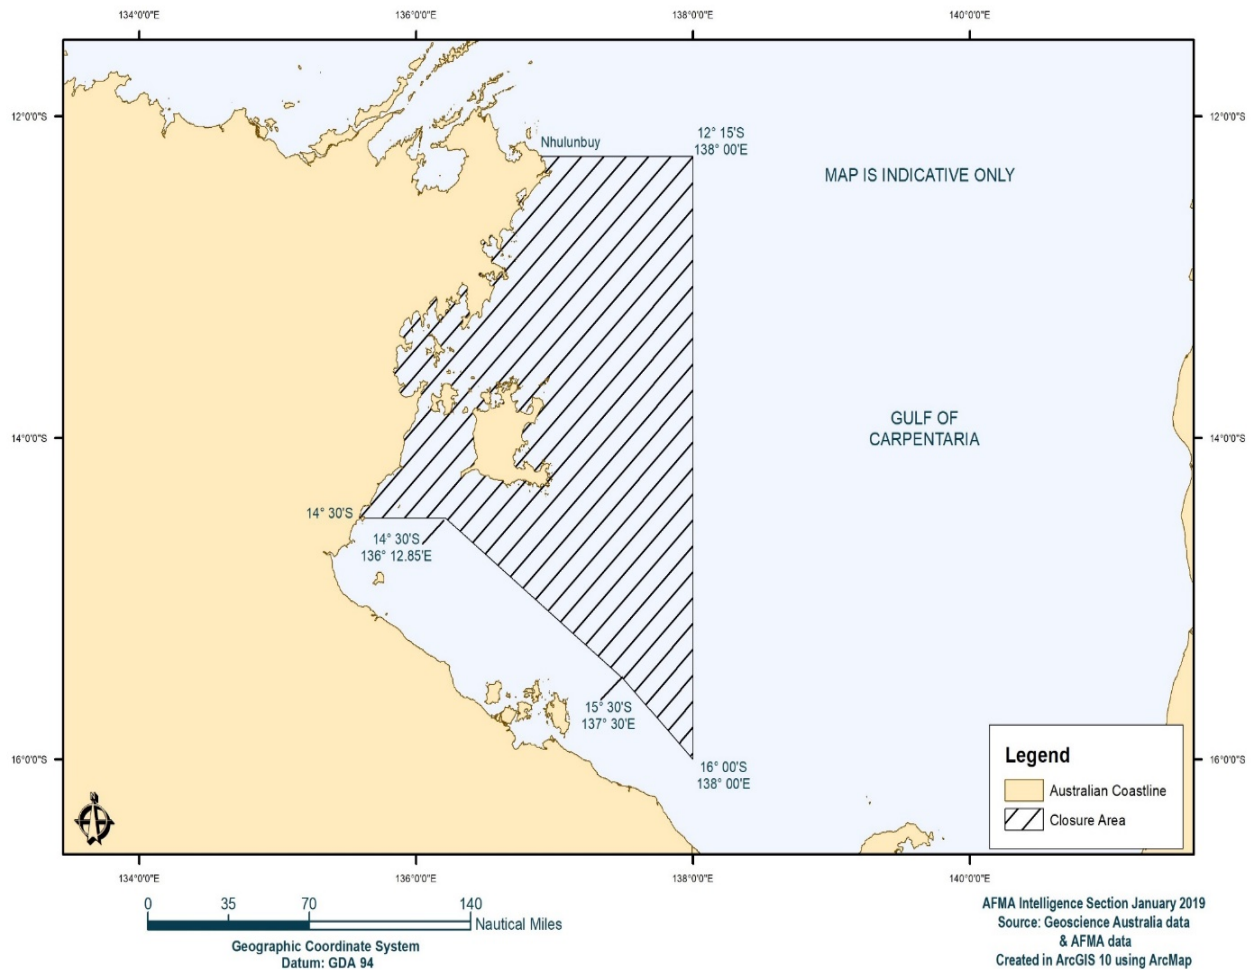 134°0'0"E 136°0'0"E 138°0'0"E 140°0'0"E
12°0'0"S
12°0'0"S
Nhulunbuy
12° 15'S
138° 00'E
MAP IS INDICATIVE ONLY
14°0'0"S
14°0'0"S
GULF OF
CARPENTARIA
14° 30'S
14° 30'S
136° 12.85'E
15° 30'S
137° 30'E
16°0'0"S
16°0'0"S
16° 00'S
138° 00'E
Legend
Australian Coastline
Closure Area
134°0'0"E 136°0'0"E 138°0'0"E 140°0'0"E
0 35 70 140
Nautical Miles
Geographic Coordinate System
Datum: GDA 94
AFMA Intelligence Section January 2019
Source: Geoscience Australia data
& AFMA data
Created in ArcGIS 10 using ArcMap